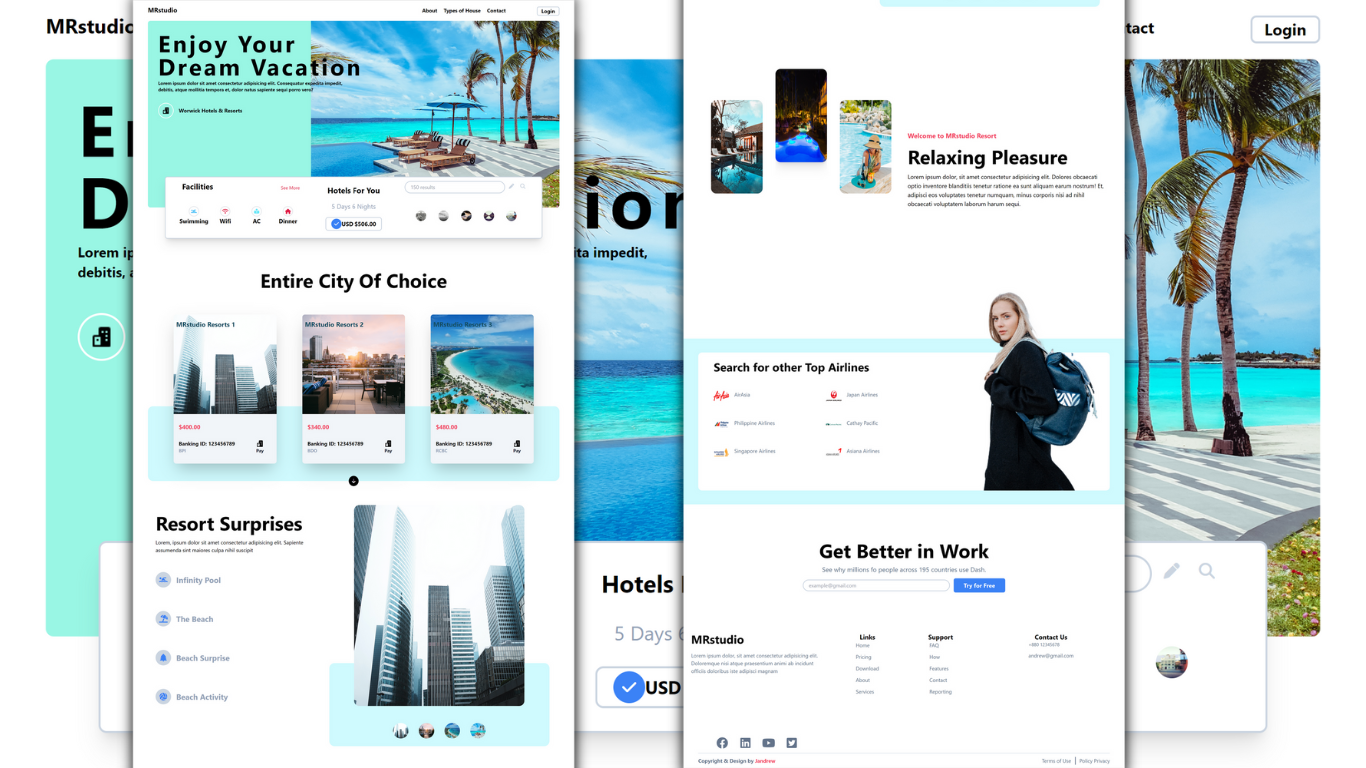 MRstudio
About Types of House Contact
Login
Enjoy Your
Dream Vacation
Lorem ipsum dolor sit amet consectetur adipisicing elit. Consequatur expedita impedit,
debitis, atque mollitia tempora et, dolor natus sapiente sequi porro vero?
Worwick Hotels & Resorts
Facilities
See More
Swimming Wifi AC Dinner
Hotels For You
5 Days 6 Nights
USD $506.00
150 results
Entire City Of Choice
MRstudio Resorts 1
$400.00
Banking ID: 123456789
BPI
Pay
MRstudio Resorts 2
$340.00
Banking ID: 123456789
BDO
Pay
MRstudio Resorts 3
$480.00
Banking ID: 123456789
RCBC
Pay
Resort Surprises
Lorem, ipsum dolor sit amet consectetur adipisicing elit. Sapiente
assumenda sint maiores culpa nihil suscipit
Infinity Pool
The Beach
Beach Surprise
Beach Activity
Welcome to MRstudio Resort
Relaxing Pleasure
Lorem ipsum dolor, sit amet consectetur adipisicing elit. Dolores obcaecati
optio inventore blanditiis tenetur ratione ea sunt aliquam earum nostrum! Et,
adipisci eos tenetur numquam, minus corporis nisi ad nihil
obcaecati voluptatem laborum harum sequi.
Search for other Top Airlines
AirAsia
AirAsia
Japan Airlines
Philippine Airlines
Cathay Pacific
Singapore Airlines
Asiana Airlines
Get Better in Work
See why millions fo people across 195 countries use Dash.
example@gmail.com
Try for Free
MRstudio
Lorem ipsum dolor sit amet consectetur adipisicing elit.
Doloremque nisi atque praesentium animi ab incidunt
officiis doloribus iste adipisci magnam
Links
Home
Pricing
Download
About
Services
Support
FAQ
How
Features
Contact
Reporting
Contact Us
+880 12345678
andrew@gmail.com
Copyright & Design by Jandrew
Terms of Use | Policy Privacy
MRstudio
tact
Login
E
D
ion
Lorem ip
ta impedit,
debitis, a
Hotels
5 Days 6
USD